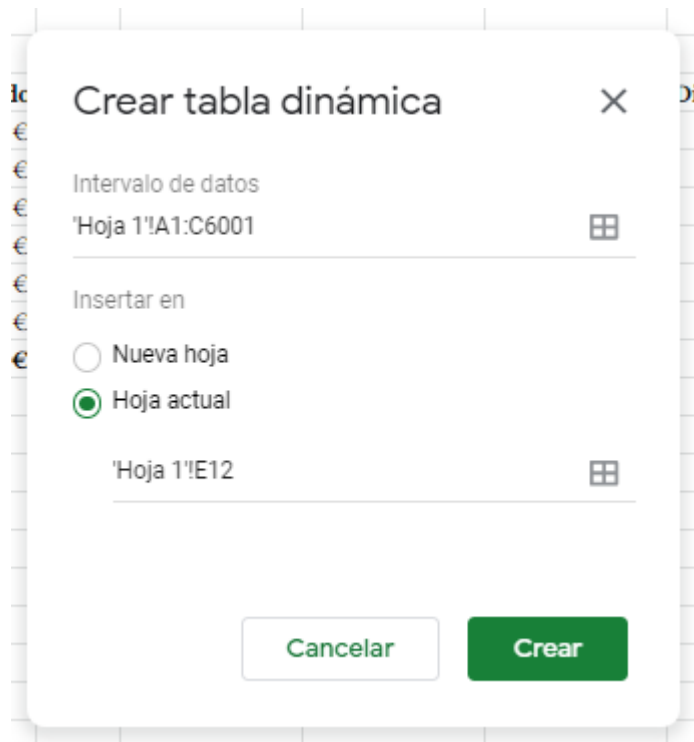 Crear tabla dinámica
Intervalo de datos
'Hoja 1'!A1:C6001
Insertar en
Nueva hoja
Hoja actual
'Hoja 1'!E12
Cancelar
Crear
€
€
€
€
€
€
€